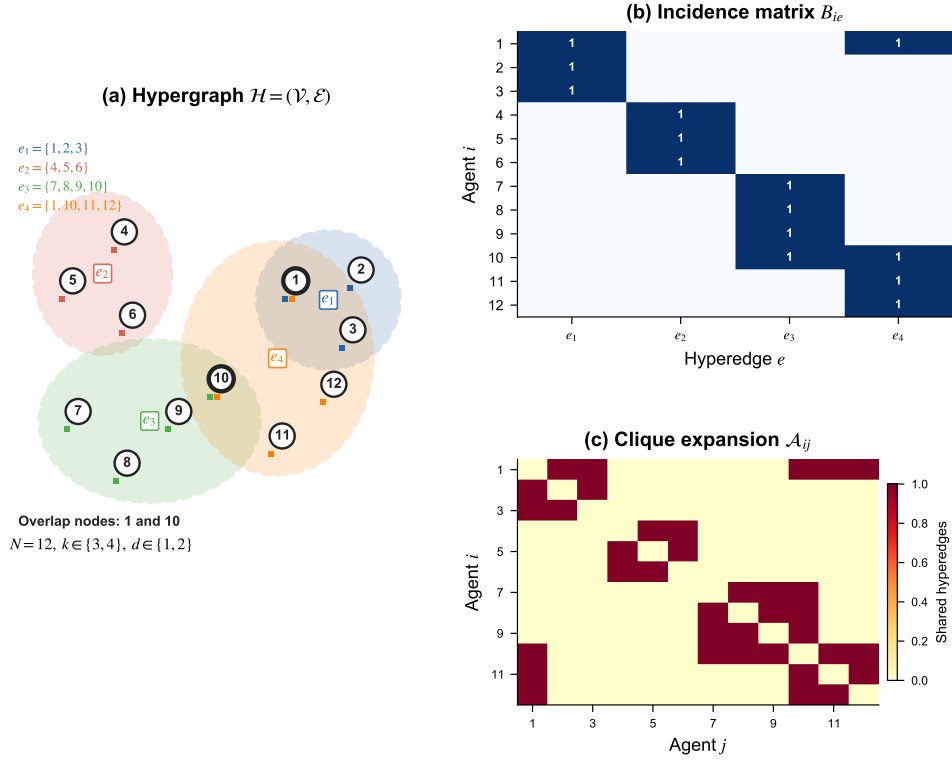 (a) Hypergraph ℋ=(𝒱,ℰ)
e₁={1,2,3}
e₂={4,5,6}
e₃={7,8,9,10}
e₄={1,10,11,12}
4
5
e₂
6
1
2
e₁
3
e₄
10
12
7
9
e₃
11
8
Overlap nodes: 1 and 10
N=12, k∈{3,4}, d∈{1,2}
(b) Incidence matrix Bᵢₑ
1 1 1
2 1
3 1
4 1
5 1
6 1
7 1
8 1
9 1
10 1 1
11 1
12 1
Agent i
e₁ e₂ e₃ e₄
Hyperedge e
(c) Clique expansion 𝒜ᵢⱼ
1
3
5
7
9
11
Agent i
1 3 5 7 9 11
Agent j
1.0
0.8
0.6
0.4
0.2
0.0
Shared hyperedges